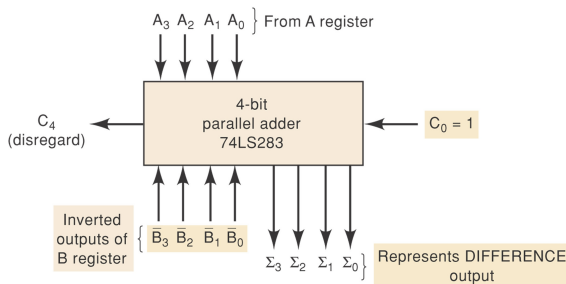 A₃ A₂ A₁ A₀ } From A register
4-bit
parallel adder
74LS283
C₄
(disregard)
C₀ = 1
Inverted
outputs of
B register
{ B̅₃ B̅₂ B̅₁ B̅₀
Σ₃ Σ₂ Σ₁ Σ₀ }
Represents DIFFERENCE
output